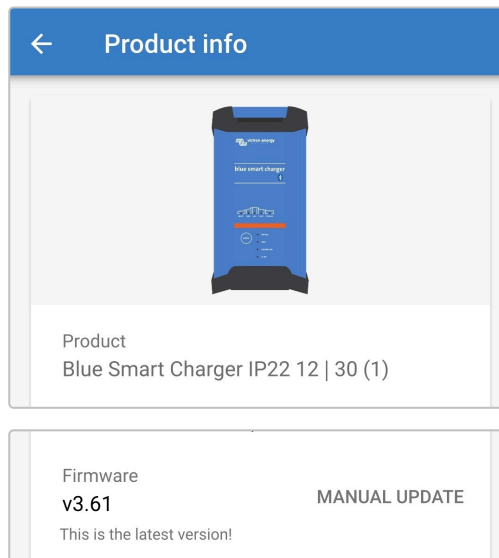 Product info
victron energy
blue smart charger
Product
Blue Smart Charger IP22 12 | 30 (1)
Firmware
v3.61
MANUAL UPDATE
This is the latest version!